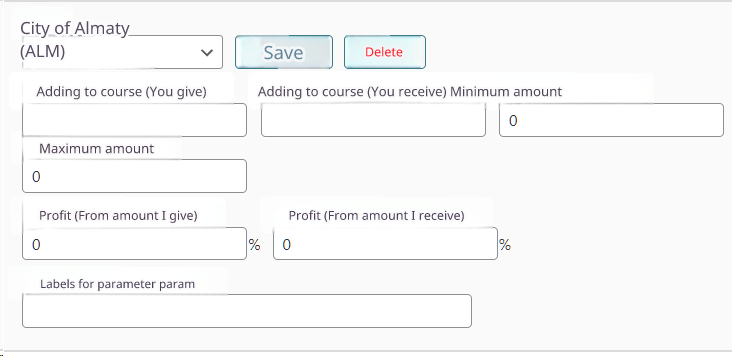 City of Almaty
(ALM)
Save
Delete
Adding to course (You give)
Adding to course (You receive) Minimum amount
0
Maximum amount
0
Profit (From amount I give)
Profit (From amount I receive)
0 %
0 %
Labels for parameter param